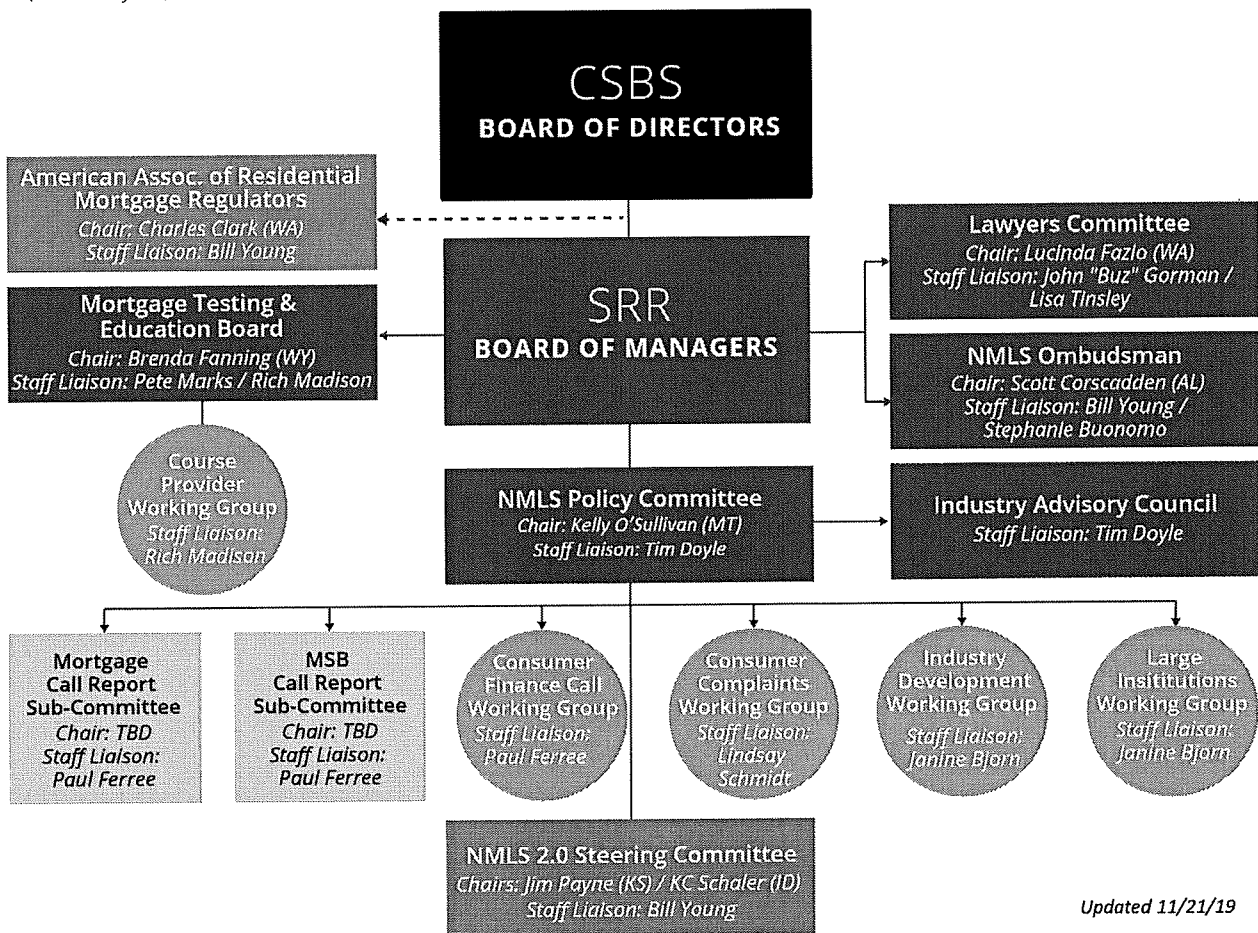 CSBS
BOARD OF DIRECTORS
American Assoc. of Residential
Mortgage Regulators
Chair: Charles Clark (WA)
Staff Liaison: Bill Young
Mortgage Testing &
Education Board
Chair: Brenda Fanning (WY)
Staff Liaison: Pete Marks / Rich Madison
Course
Provider
Working Group
Staff Liaison:
Rich Madison
SRR
BOARD OF MANAGERS
Lawyers Committee
Chair: Lucinda Fazio (WA)
Staff Liaison: John "Buz" Gorman /
Lisa Tinsley
NMLS Ombudsman
Chair: Scott Corscadden (AL)
Staff Liaison: Bill Young /
Stephanie Buonomo
NMLS Policy Committee
Chair: Kelly O'Sullivan (MT)
Staff Liaison: Tim Doyle
Industry Advisory Council
Staff Liaison: Tim Doyle
Mortgage
Call Report
Sub-Committee
Chair: TBD
Staff Liaison:
Paul Ferree
MSB
Call Report
Sub-Committee
Chair: TBD
Staff Liaison:
Paul Ferree
Consumer
Finance Call
Working Group
Staff Liaison:
Paul Ferree
Consumer
Complaints
Working Group
Staff Liaison:
Lindsay
Schmidt
Industry
Development
Working Group
Staff Liaison:
Janine Bjorn
Large
Insititutions
Working Group
Staff Liaison:
Janine Bjorn
NMLS 2.0 Steering Committee
Chairs: Jim Payne (KS) / KC Schaler (ID)
Staff Liaison: Bill Young
Updated 11/21/19